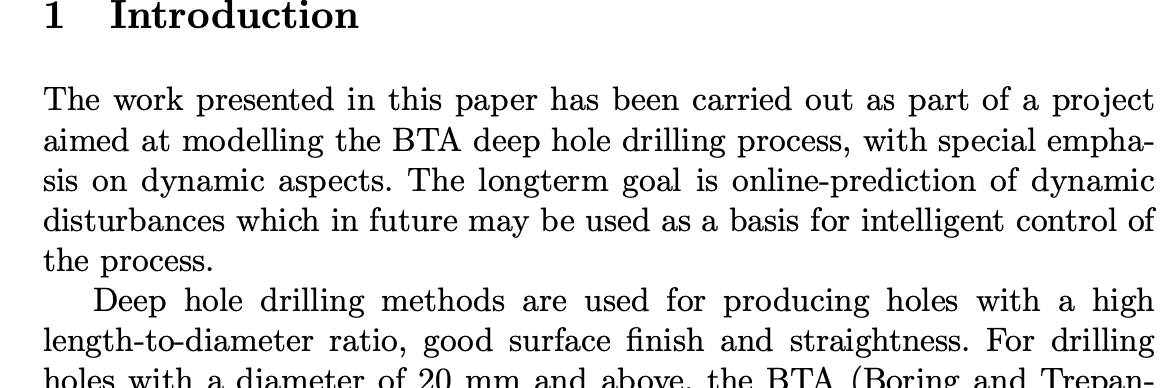 1 Introduction
The work presented in this paper has been carried out as part of a project
aimed at modelling the BTA deep hole drilling process, with special empha-
sis on dynamic aspects. The longterm goal is online-prediction of dynamic
disturbances which in future may be used as a basis for intelligent control of
the process.
Deep hole drilling methods are used for producing holes with a high
length-to-diameter ratio, good surface finish and straightness. For drilling
holes with a diameter of 20 mm and above, the BTA (Boring and Trepan-